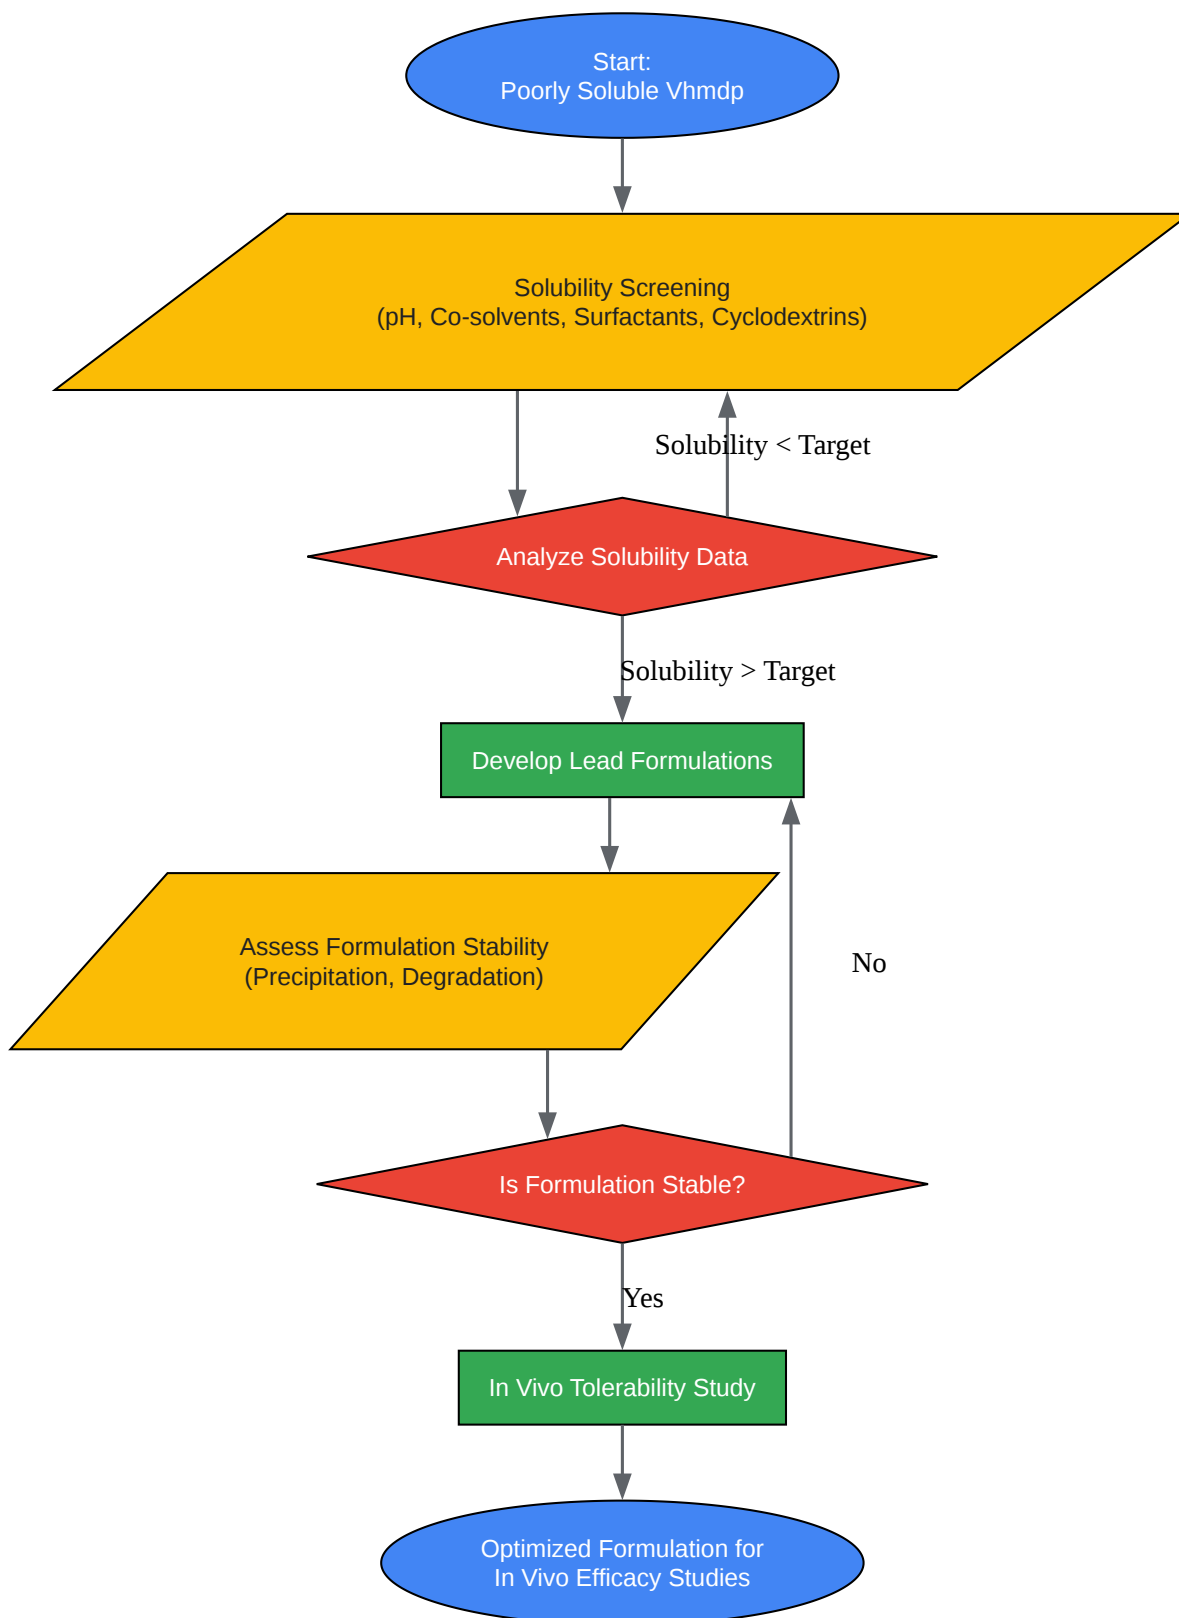 Start:
Poorly Soluble Vhmdp
Solubility Screening
(pH, Co-solvents, Surfactants, Cyclodextrins)
Solubility < Target
Analyze Solubility Data
Solubility > Target
Develop Lead Formulations
Assess Formulation Stability
(Precipitation, Degradation)
No
Is Formulation Stable?
Yes
In Vivo Tolerability Study
Optimized Formulation for
In Vivo Efficacy Studies